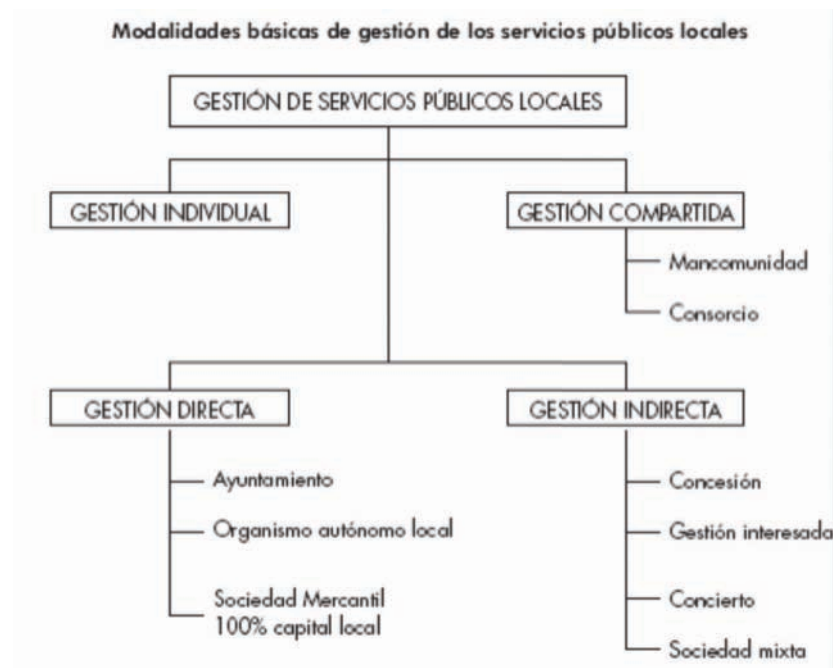 Modalidades básicas de gestión de los servicios públicos locales
GESTIÓN DE SERVICIOS PÚBLICOS LOCALES
GESTIÓN INDIVIDUAL
GESTIÓN COMPARTIDA
Mancomunidad
Consorcio
GESTIÓN DIRECTA
GESTIÓN INDIRECTA
Ayuntamiento
Organismo autónomo local
Sociedad Mercantil
100% capital local
Concesión
Gestión interesada
Concierto
Sociedad mixta